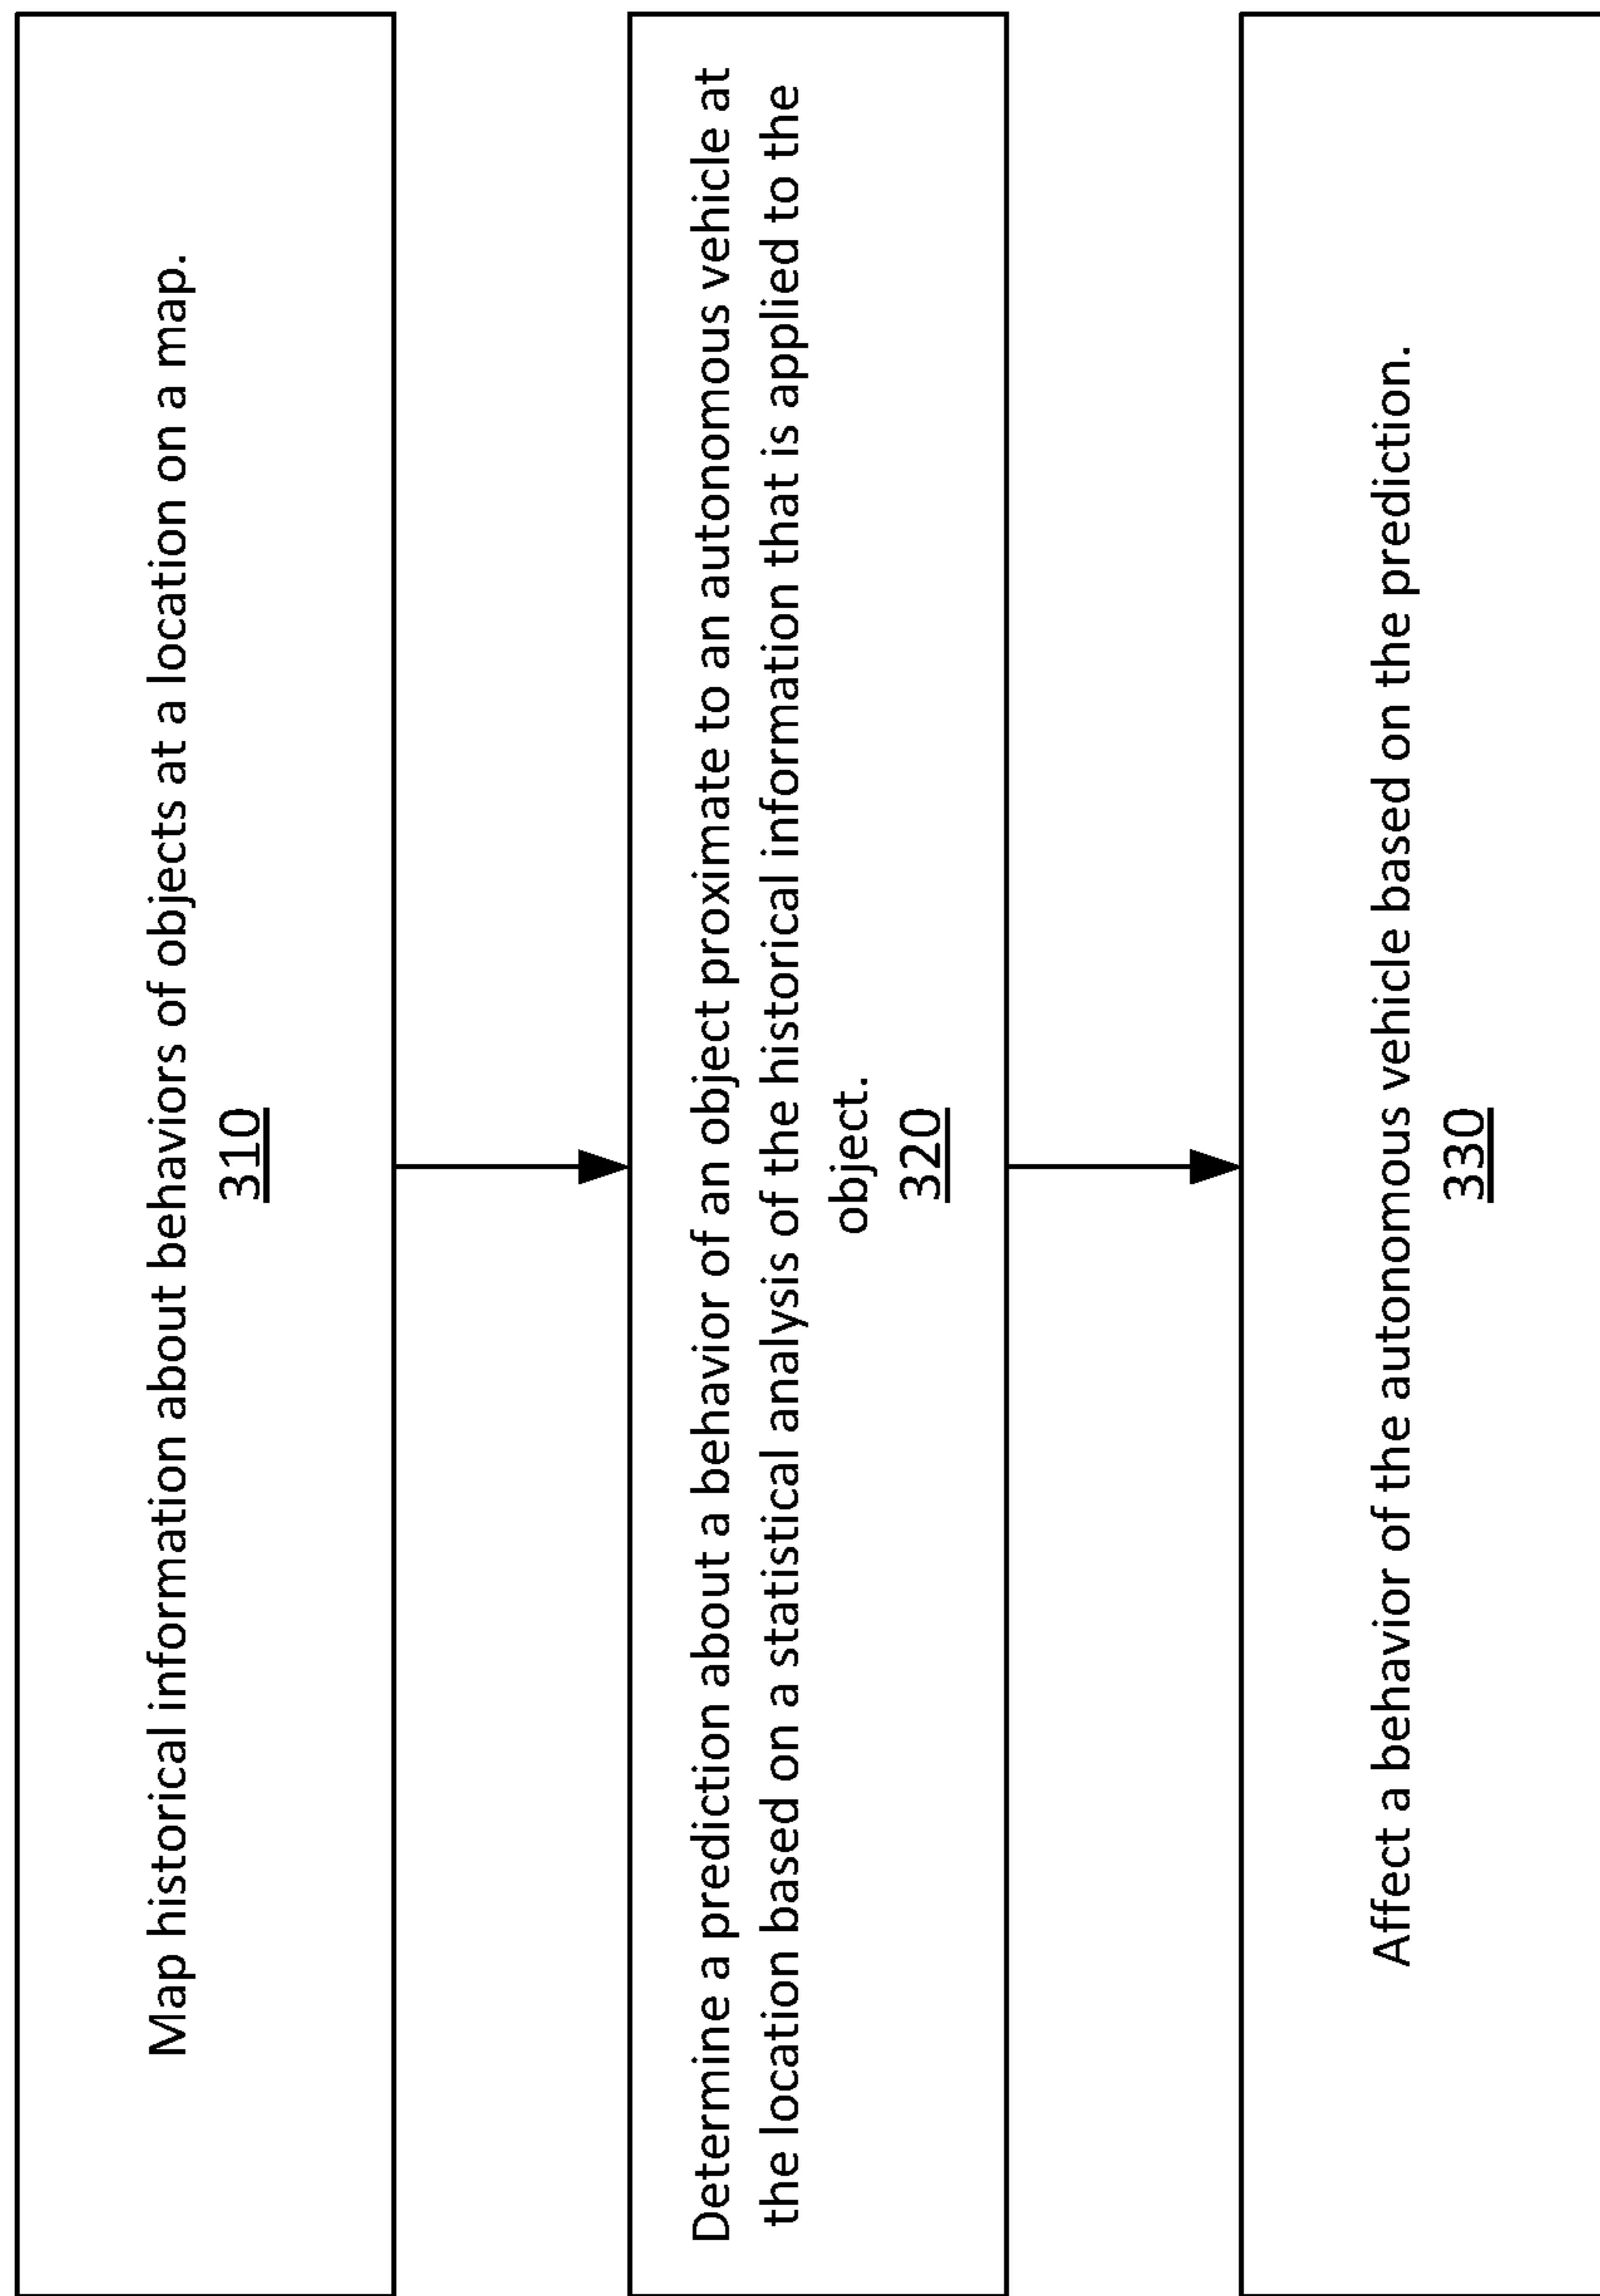 Map historical information about behaviors of objects at a location on a map.
310
Determine a prediction about a behavior of an object proximate to an autonomous vehicle at
the location based on a statistical analysis of the historical information that is applied to the
object.
320
Affect a behavior of the autonomous vehicle based on the prediction.
330